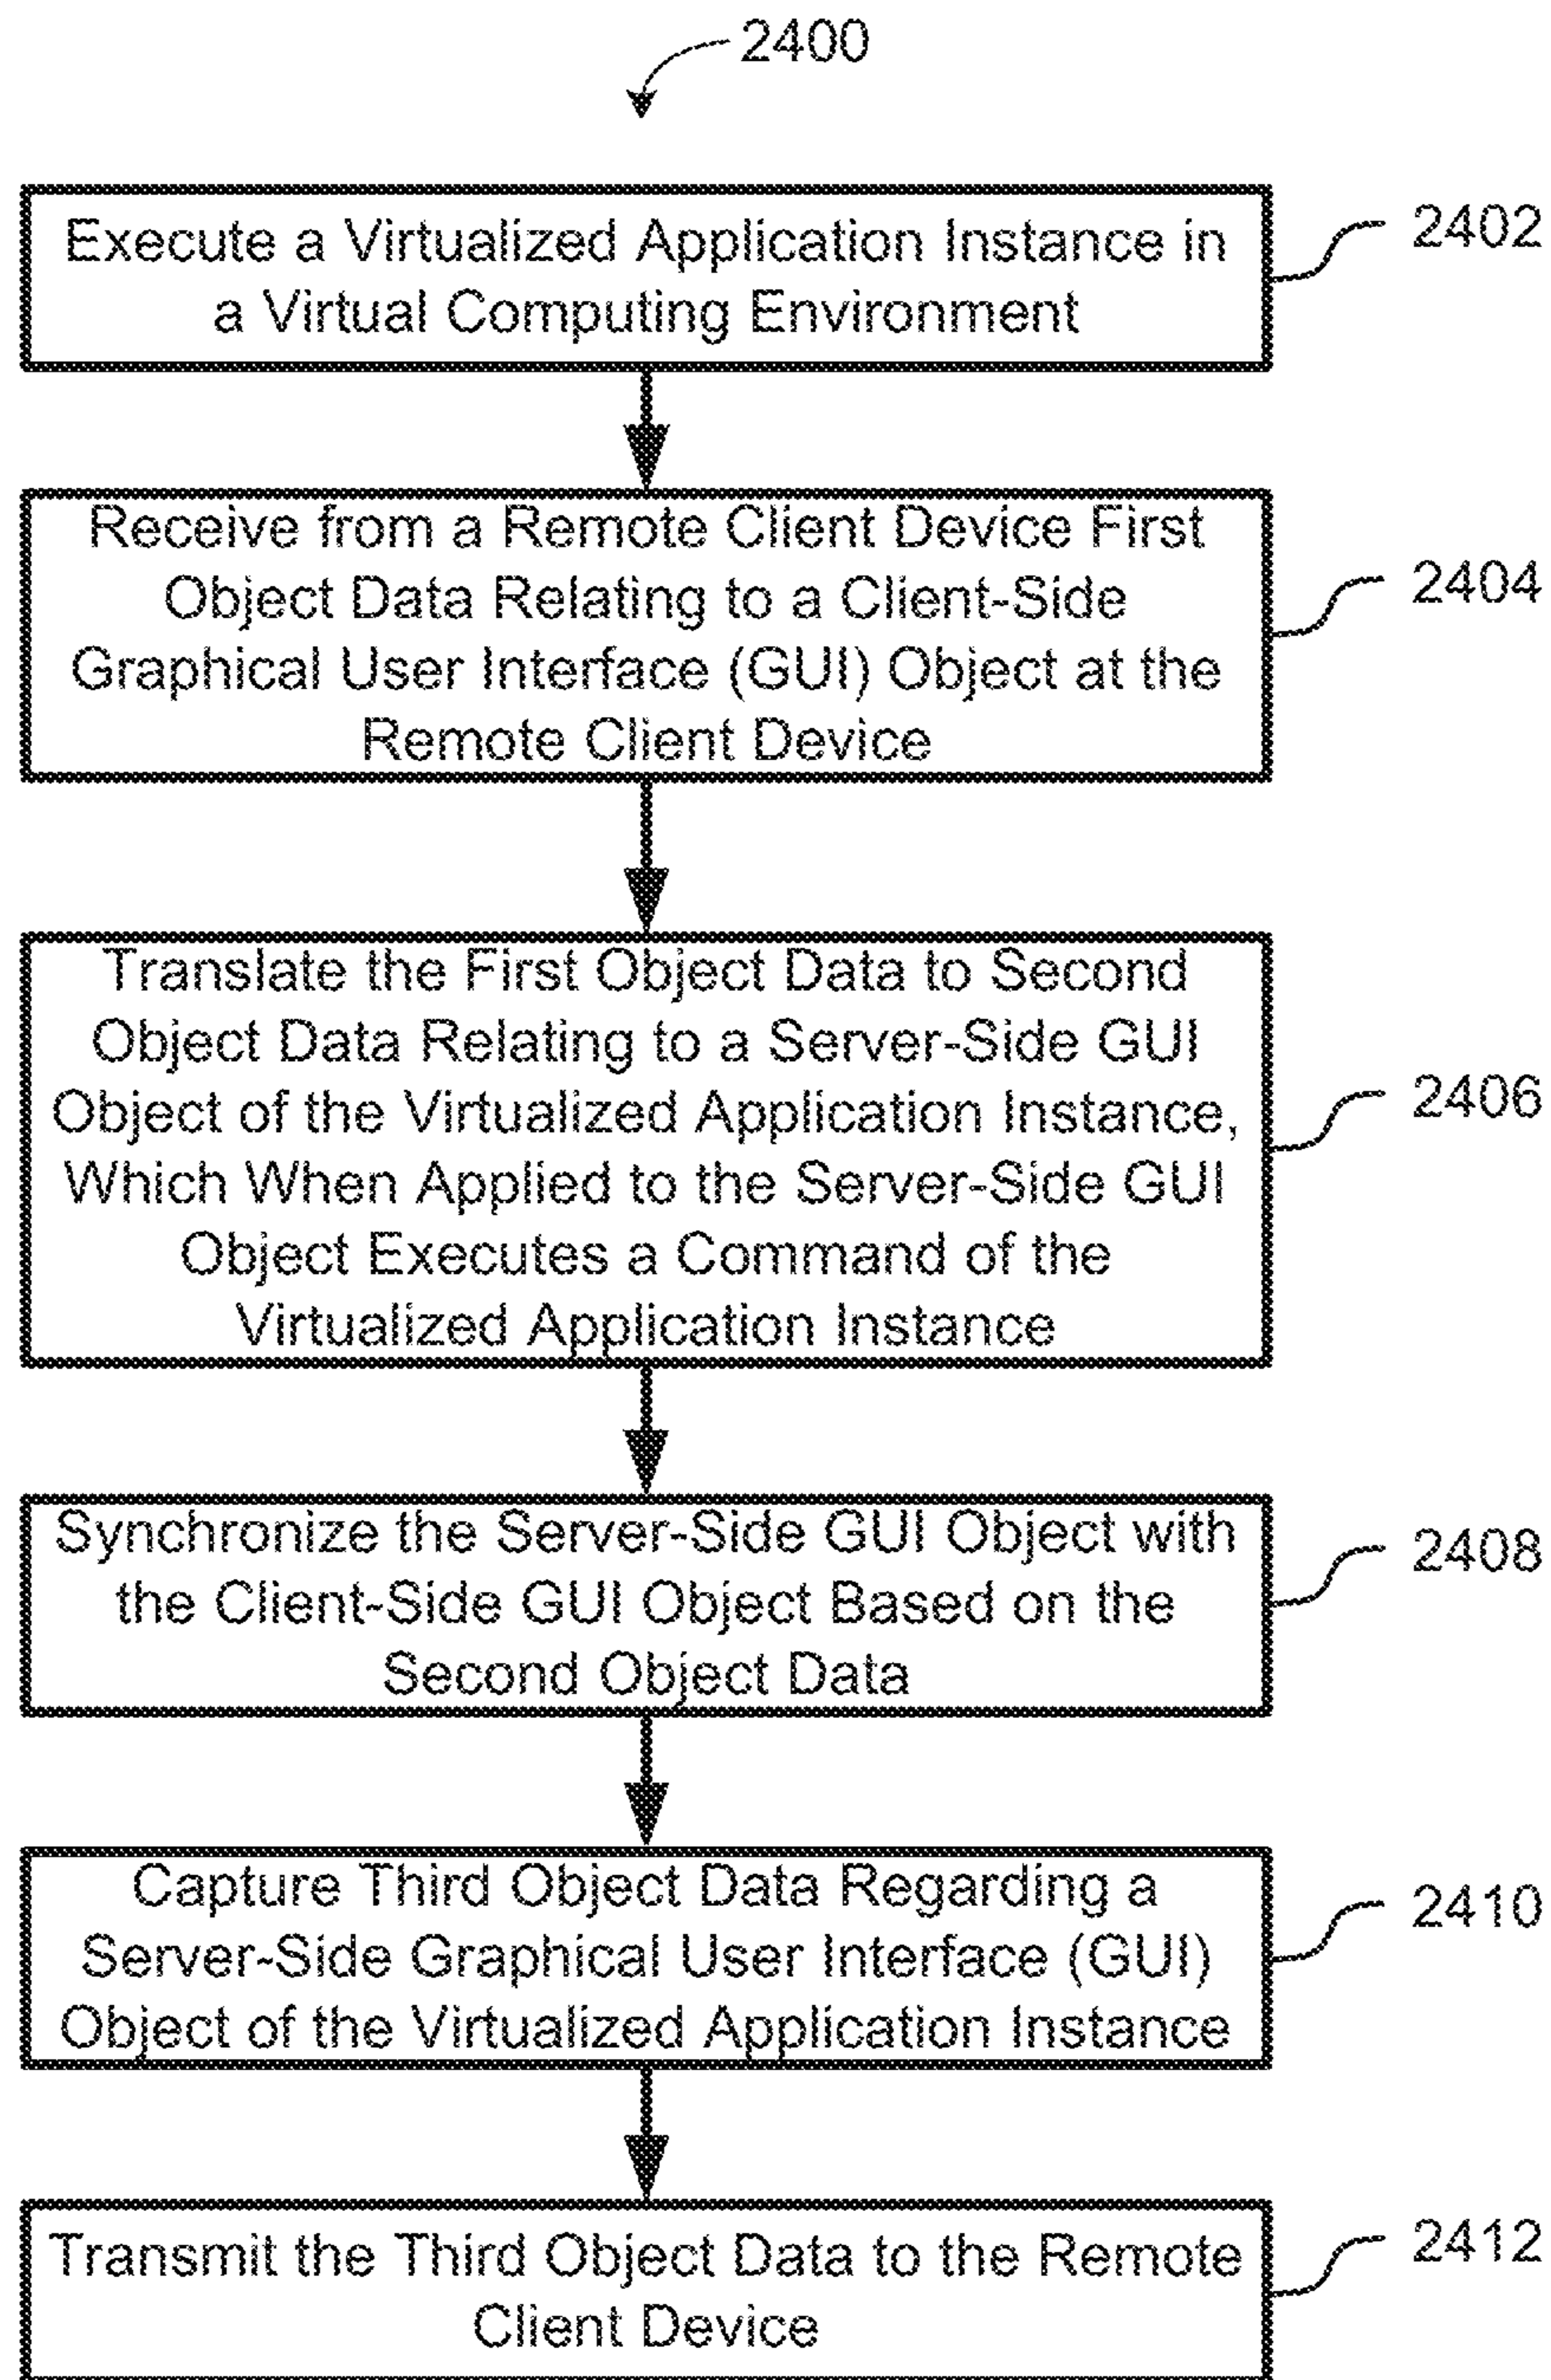 2400
Execute a Virtualized Application Instance in
a Virtual Computing Environment
2402
Receive from a Remote Client Device First
Object Data Relating to a Client-Side
Graphical User Interface (GUI) Object at the
Remote Client Device
2404
Translate the First Object Data to Second
Object Data Relating to a Server-Side GUI
Object of the Virtualized Application Instance,
Which When Applied to the Server-Side GUI
Object Executes a Command of the
Virtualized Application Instance
2406
Synchronize the Server-Side GUI Object with
the Client-Side GUI Object Based on the
Second Object Data
2408
Capture Third Object Data Regarding a
Server-Side Graphical User Interface (GUI)
Object of the Virtualized Application Instance
2410
Transmit the Third Object Data to the Remote
Client Device
2412